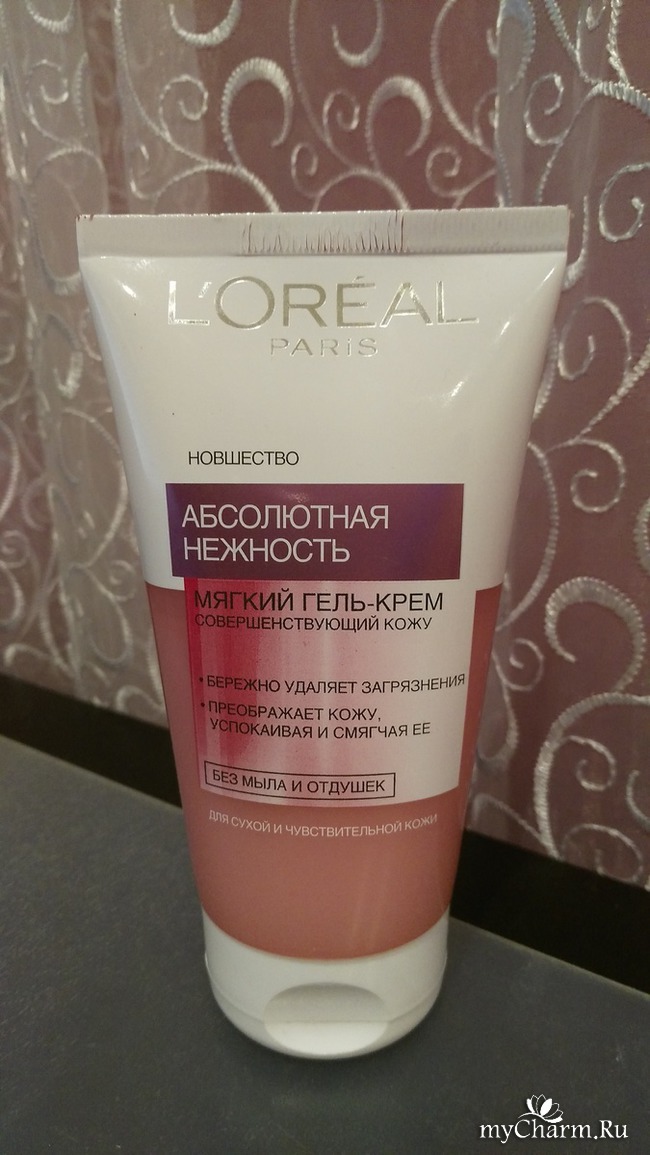 L'ORÉAL
PARiS
НОВШЕСТВО
АБСОЛЮТНАЯ
НЕЖНОСТЬ
МЯГКИЙ ГЕЛЬ-КРЕМ
СОВЕРШЕНСТВУЮЩИЙ КОЖУ
• БЕРЕЖНО УДАЛЯЕТ ЗАГРЯЗНЕНИЯ
• ПРЕОБРАЖАЕТ КОЖУ,
УСПОКАИВАЯ И СМЯГЧАЯ ЕЕ
БЕЗ МЫЛА И ОТДУШЕК
ДЛЯ СУХОЙ И ЧУВСТВИТЕЛЬНОЙ КОЖИ
myCharm.Ru